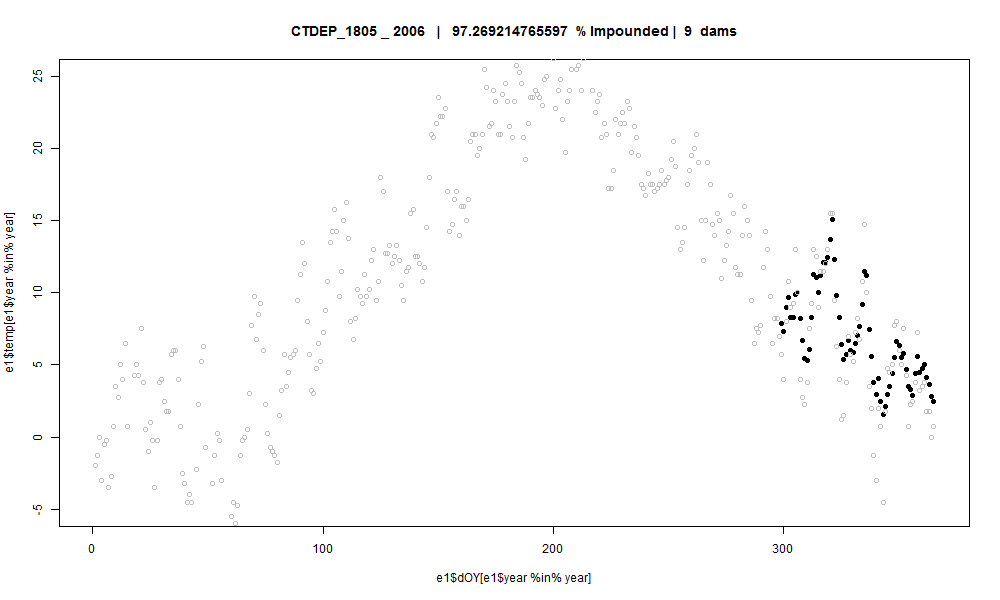 CTDEP_1805 _ 2006 | 97.269214765597 % Impounded | 9 dams
25
20
15
10
5
0
-5
e1$temp[e1$year %in% year]
0 100 200 300
e1$dOY[e1$year %in% year]